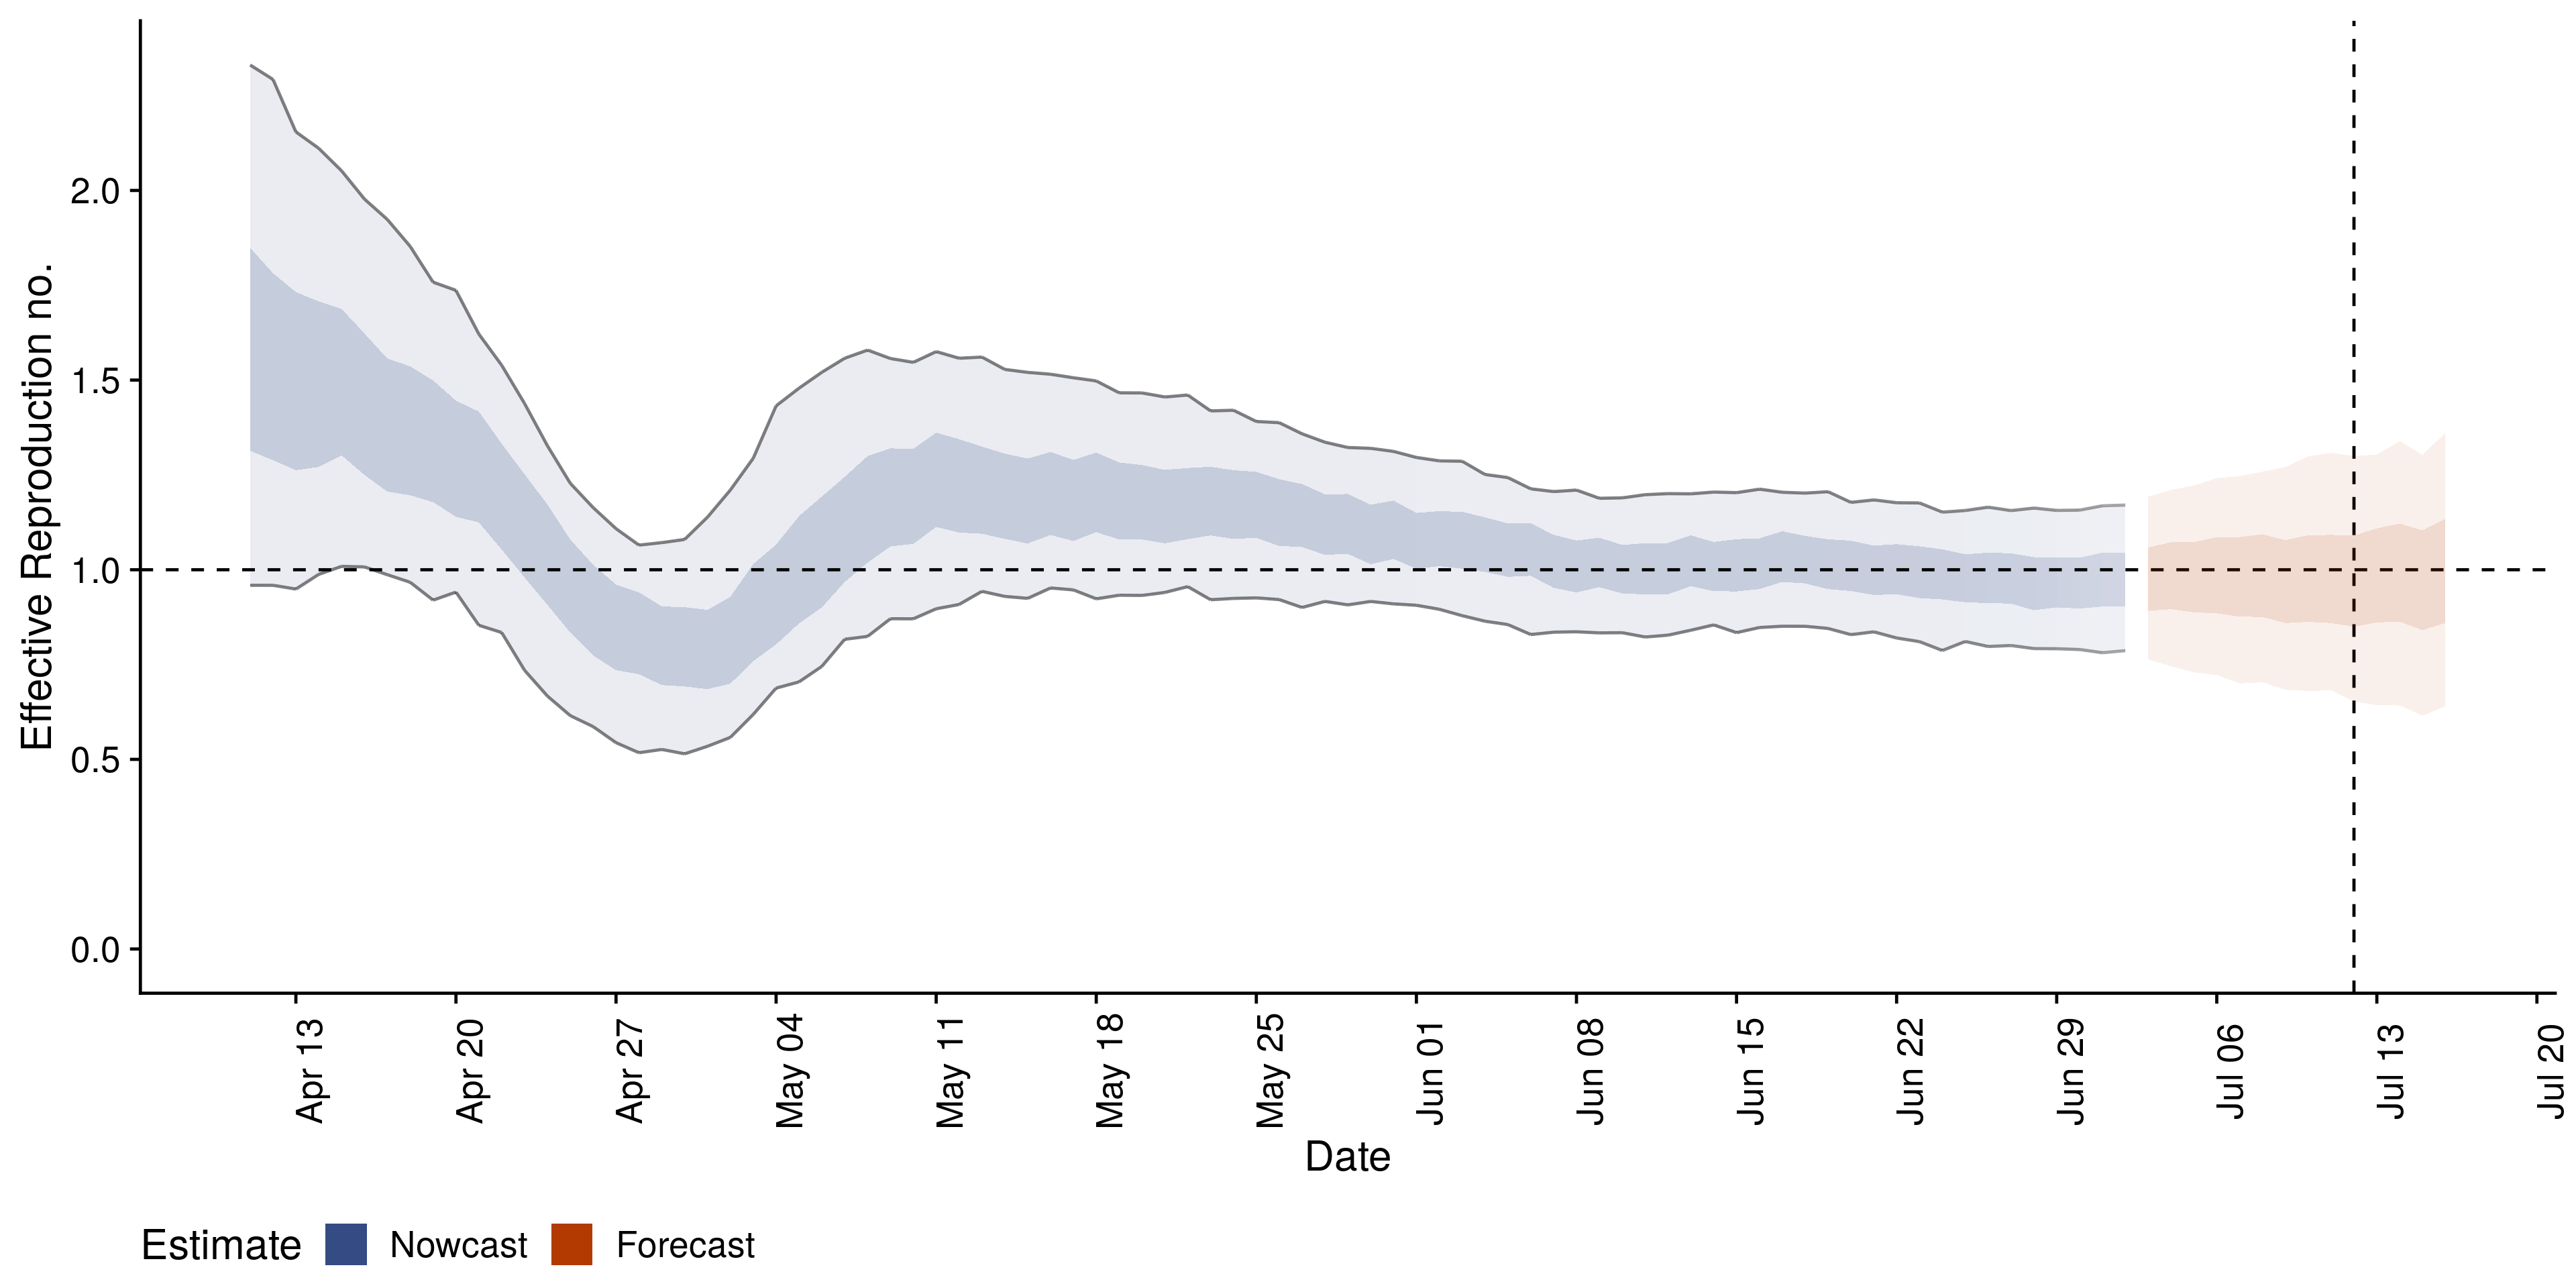 Effective Reproduction no.
2.0
1.5
1.0
0.5
0.0
Apr 13
Apr 20
Apr 27
May 04
May 11
May 18
May 25
Jun 01
Jun 08
Jun 15
Jun 22
Jun 29
Jul 06
Jul 13
Jul 20
Date
Estimate Nowcast Forecast